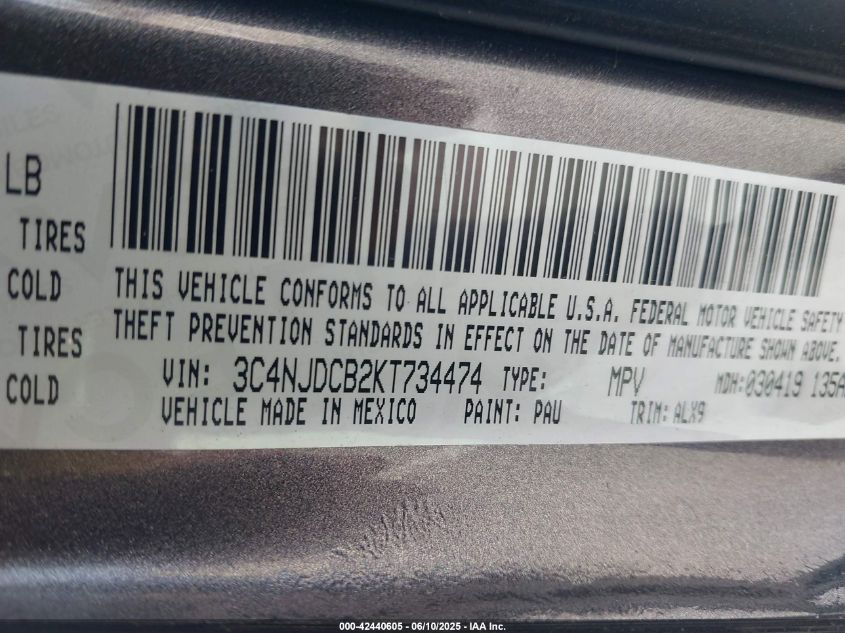 LB
TIRES
COLD
TIRES
COLD
THIS VEHICLE CONFORMS TO ALL APPLICABLE U.S.A. FEDERAL MOTOR VEHICLE SAFETY
THEFT PREVENTION STANDARDS IN EFFECT ON THE DATE OF MANUFACTURE SHOWN ABOVE.
VIN: 3C4NJDCB2KT734474 TYPE: MPV MDH:030419 135A
VEHICLE MADE IN MEXICO PAINT: PAU TRIM: ALX9
000-42440605 - 06/10/2025 - IAA Inc.